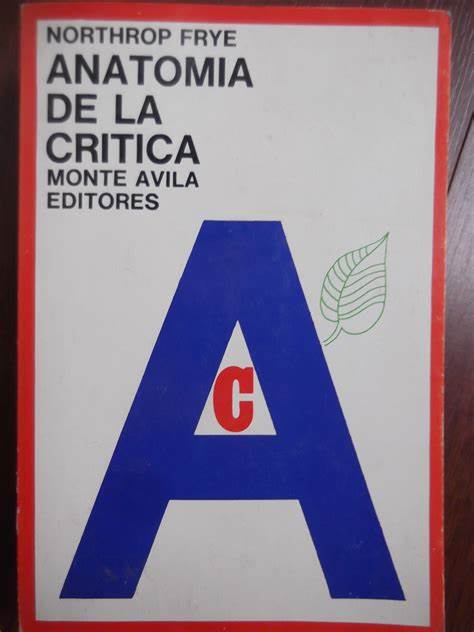 NORTHROP FRYE
ANATOMIA
DE LA
CRITICA
MONTE AVILA
EDITORES
A
C